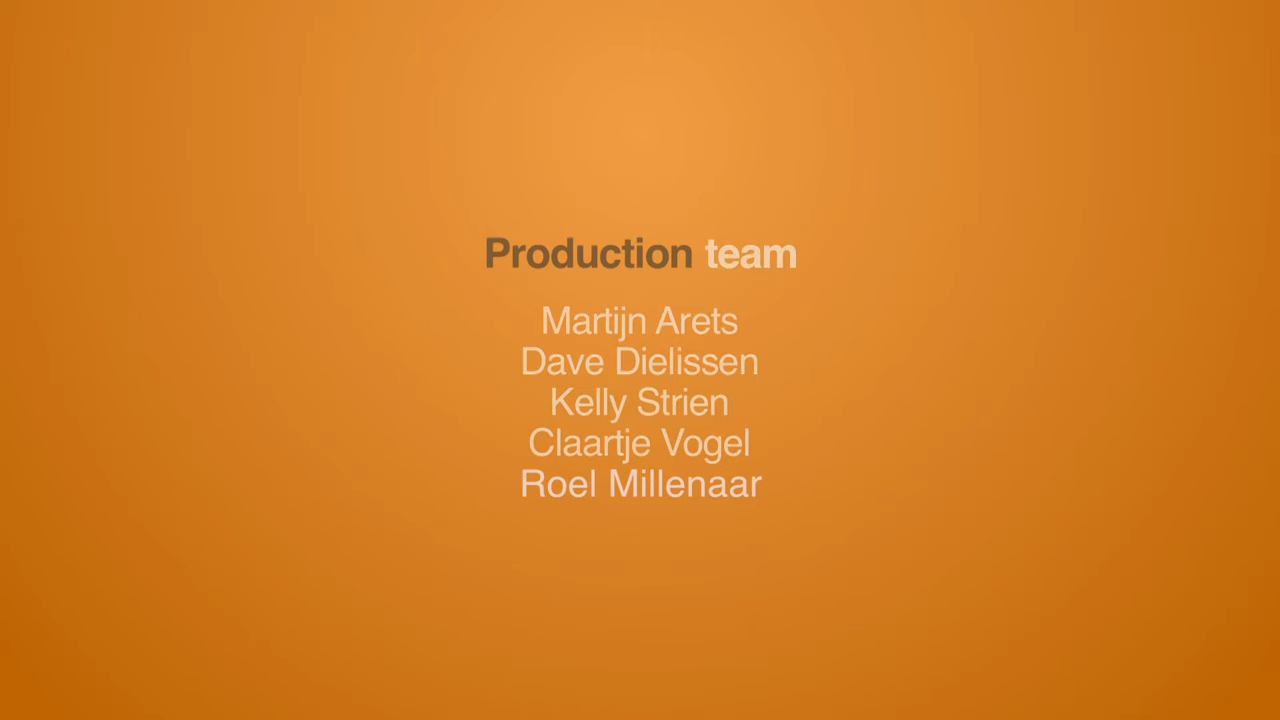 Production team
Martijn Arets
Dave Dielissen
Kelly Strien
Claartje Vogel
Roel Millenaar